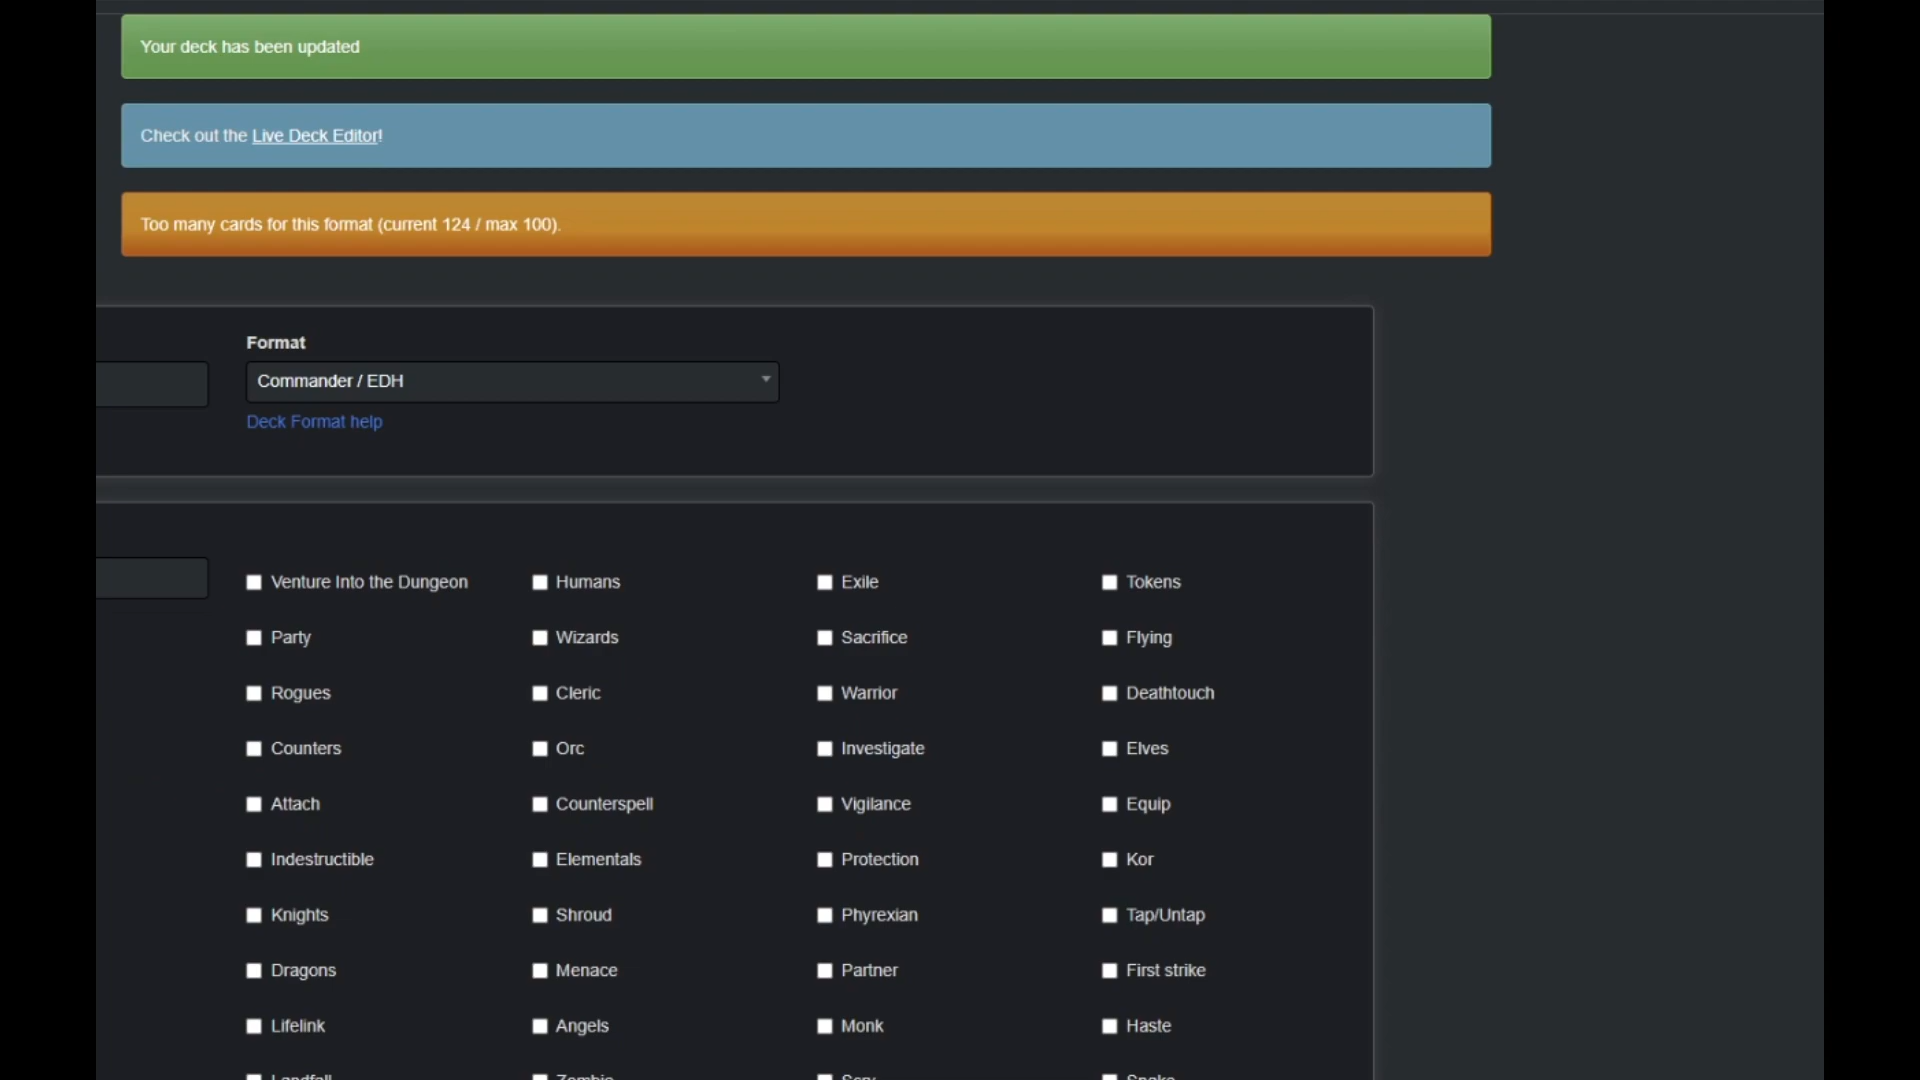 Your deck has been updated
Check out the Live Deck Editor!
Too many cards for this format (current 124 / max 100).
Format
Commander / EDH
Deck Format help
Venture Into the Dungeon
Humans
Exile
Tokens
Party
Wizards
Sacrifice
Flying
Rogues
Cleric
Warrior
Deathtouch
Counters
Orc
Investigate
Elves
Attach
Counterspell
Vigilance
Equip
Indestructible
Elementals
Protection
Kor
Knights
Shroud
Phyrexian
Tap/Untap
Dragons
Menace
Partner
First strike
Lifelink
Angels
Monk
Haste
Landfall
Zombie